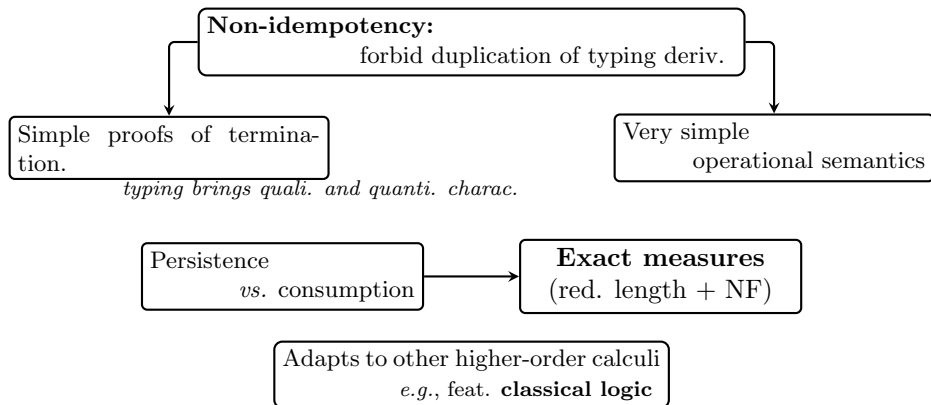 Non-idempotency:
forbid duplication of typing deriv.
Simple proofs of termina-
tion.
Very simple
operational semantics
typing brings quali. and quanti. charac.
Persistence
vs. consumption
Exact measures
(red. length + NF)
Adapts to other higher-order calculi
e.g., feat. classical logic